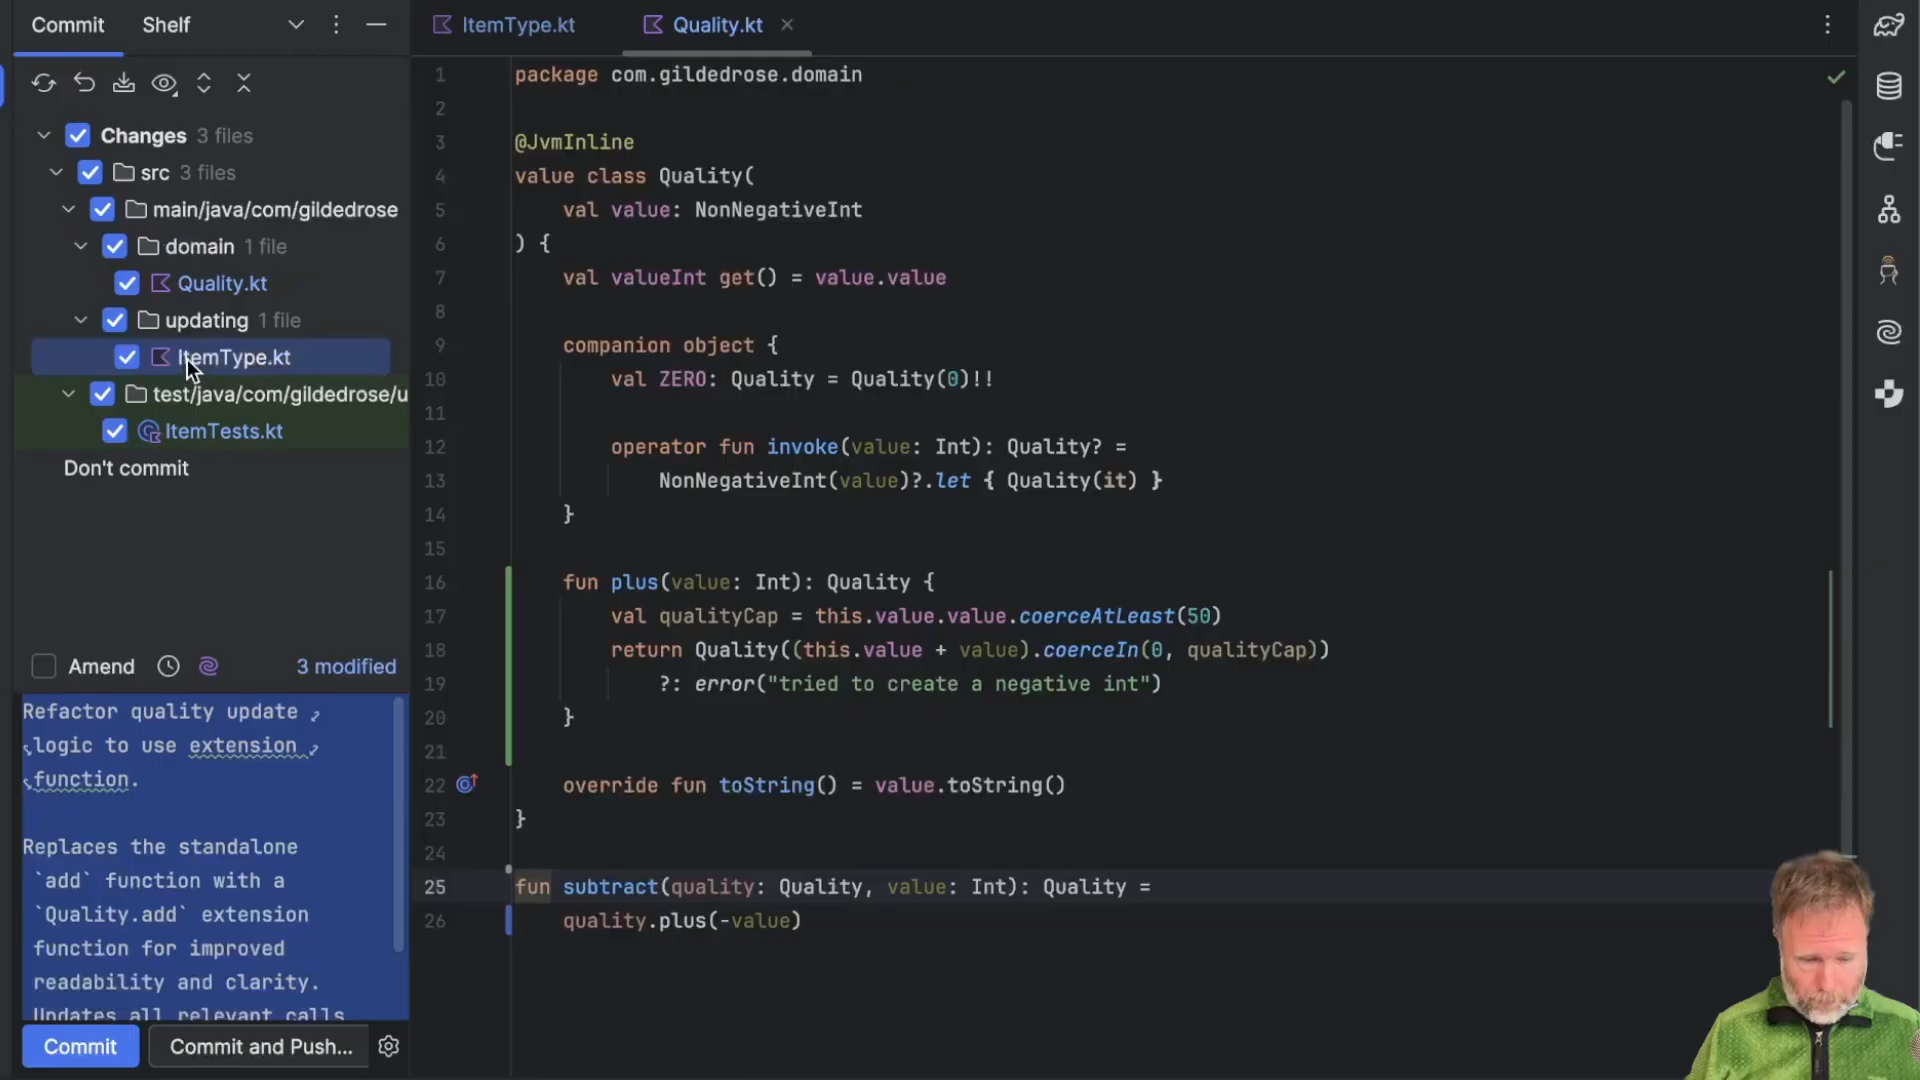 Commit
Shelf
Changes 3 files
src 3 files
main/java/com/gildedrose
domain 1 file
Quality.kt
updating 1 file
ItemType.kt
test/java/com/gildedrose/u
ItemTests.kt
Don't commit
Amend
3 modified
Refactor quality update
logic to use extension
function.
Replaces the standalone
`add` function with a
`Quality.add` extension
function for improved
readability and clarity.
Updates all relevant calls
Commit
Commit and Push...
ItemType.kt
Quality.kt
1 package com.gildedrose.domain
2
3 @JvmInline
4 value class Quality(
5 val value: NonNegativeInt
6 ) {
7 val valueInt get() = value.value
8
9 companion object {
10 val ZERO: Quality = Quality(0)!!
11
12 operator fun invoke(value: Int): Quality? =
13 NonNegativeInt(value)?.let { Quality(it) }
14 }
15
16 fun plus(value: Int): Quality {
17 val qualityCap = this.value.value.coerceAtLeast(50)
18 return Quality((this.value + value).coerceIn(0, qualityCap))
19 ?: error("tried to create a negative int")
20 }
21
22 override fun toString() = value.toString()
23 }
24
25 fun subtract(quality: Quality, value: Int): Quality =
26 quality.plus(-value)